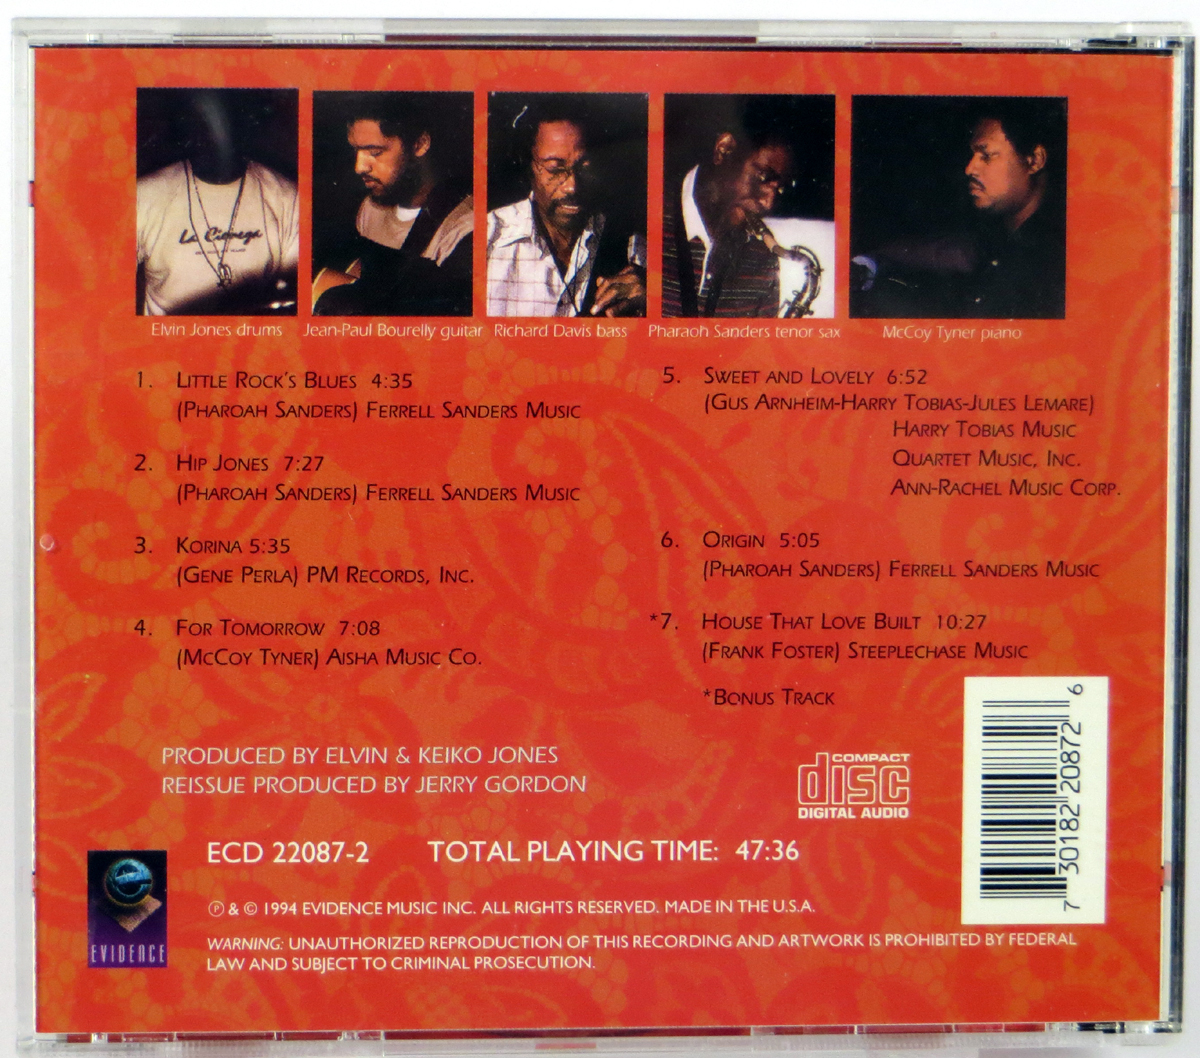 La Cienega
Elvin Jones drums
Jean-Paul Bourelly guitar
Richard Davis bass
Pharaoh Sanders tenor sax
McCoy Tyner piano
1. LITTLE ROCK'S BLUES 4:35
(PHAROAH SANDERS) FERRELL SANDERS MUSIC
2. HIP JONES 7:27
(PHAROAH SANDERS) FERRELL SANDERS MUSIC
3. KORINA 5:35
(GENE PERLA) PM RECORDS, INC.
4. FOR TOMORROW 7:08
(MCCOY TYNER) AISHA MUSIC CO.
5. SWEET AND LOVELY 6:52
(GUS ARNHEIM-HARRY TOBIAS-JULES LEMARE)
HARRY TOBIAS MUSIC
QUARTET MUSIC, INC.
ANN-RACHEL MUSIC CORP.
6. ORIGIN 5:05
(PHAROAH SANDERS) FERRELL SANDERS MUSIC
*7. HOUSE THAT LOVE BUILT 10:27
(FRANK FOSTER) STEEPLECHASE MUSIC
*BONUS TRACK
PRODUCED BY ELVIN & KEIKO JONES
REISSUE PRODUCED BY JERRY GORDON
COMPACT
disc
DIGITAL AUDIO
7 30182 20872 6
ECD 22087-2 TOTAL PLAYING TIME: 47:36
e
EVIDENCE
℗ & © 1994 EVIDENCE MUSIC INC. ALL RIGHTS RESERVED. MADE IN THE U.S.A.
WARNING: UNAUTHORIZED REPRODUCTION OF THIS RECORDING AND ARTWORK IS PROHIBITED BY FEDERAL
LAW AND SUBJECT TO CRIMINAL PROSECUTION.